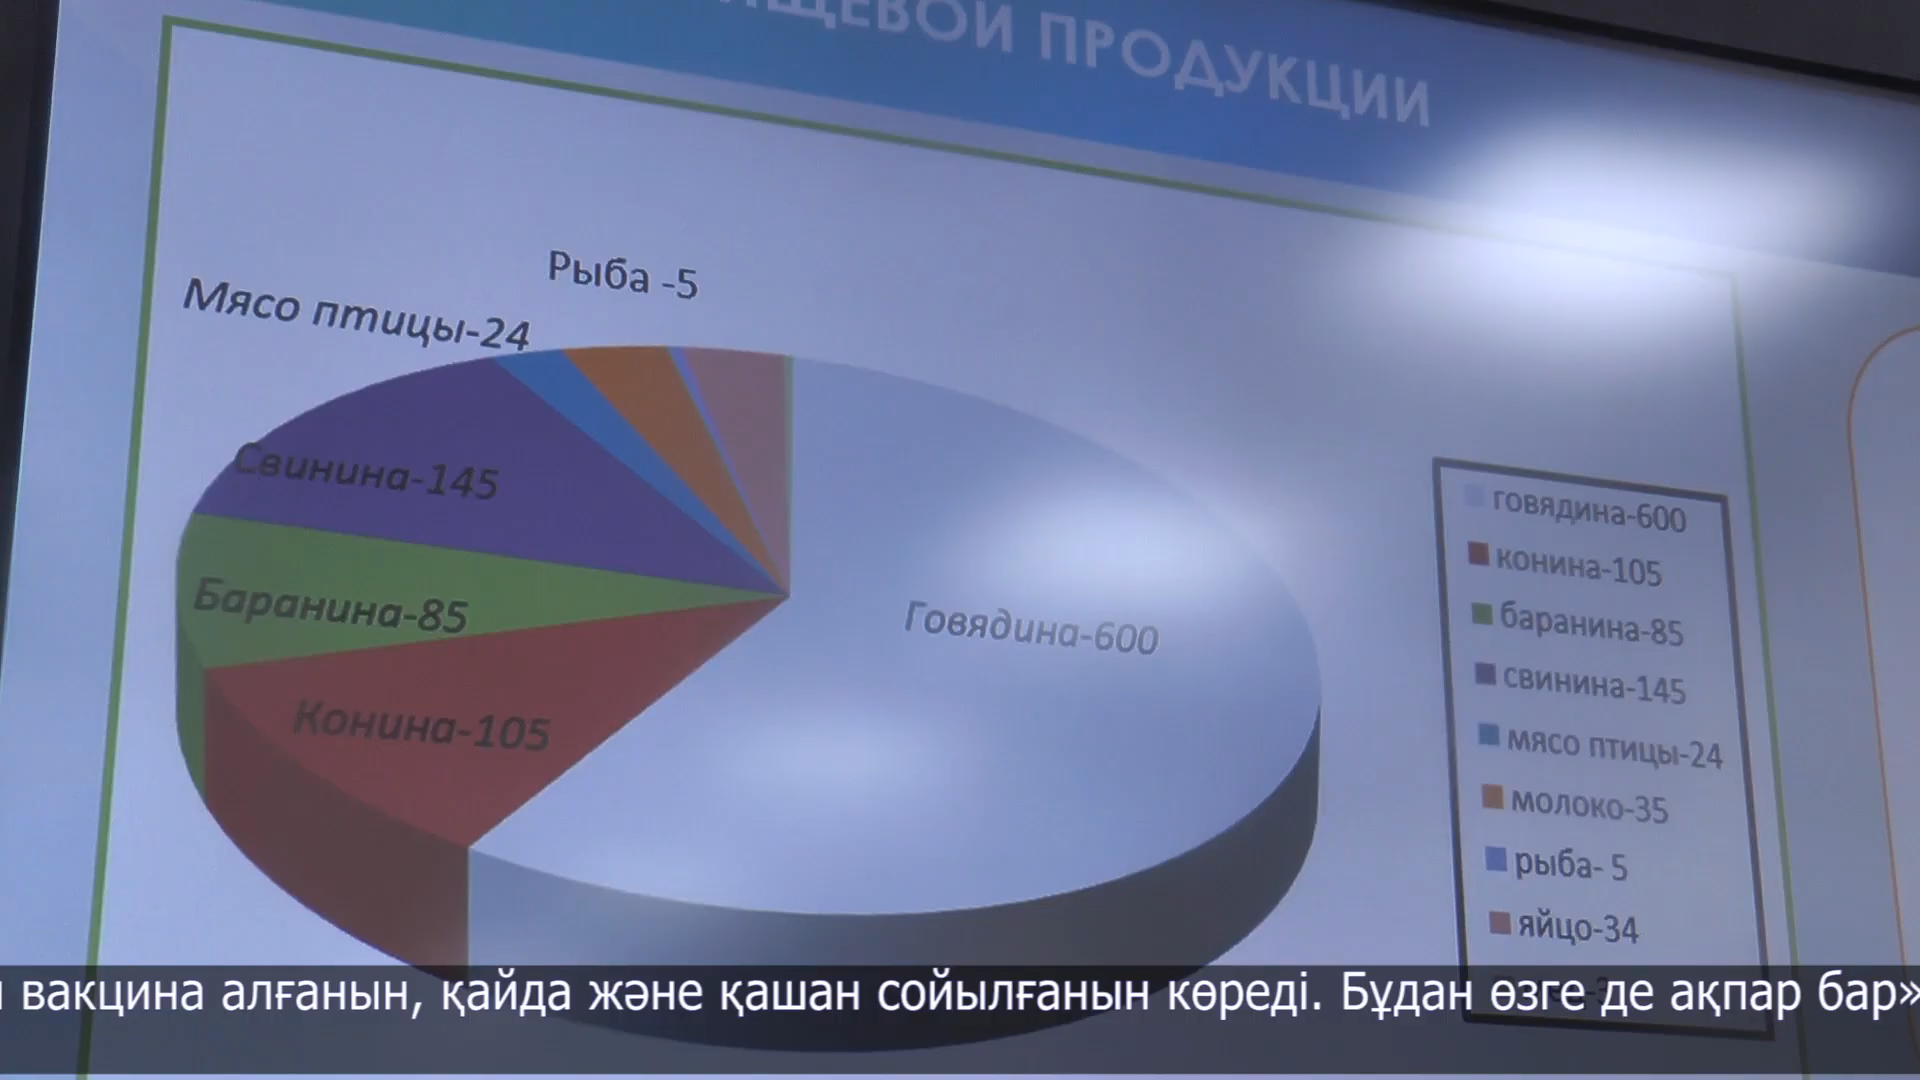 ПРОДУКЦИИ
Рыба -5
Мясо птицы-24
Свинина-145
Баранина-85
Говядина-600
Конина-105
говядина-600
конина-105
баранина-85
свинина-145
мясо птицы-24
молоко-35
рыба- 5
яйцо-34
вакцина алғанын, қайда және қашан сойылғанын көреді. Бұдан өзге де ақпар бар»